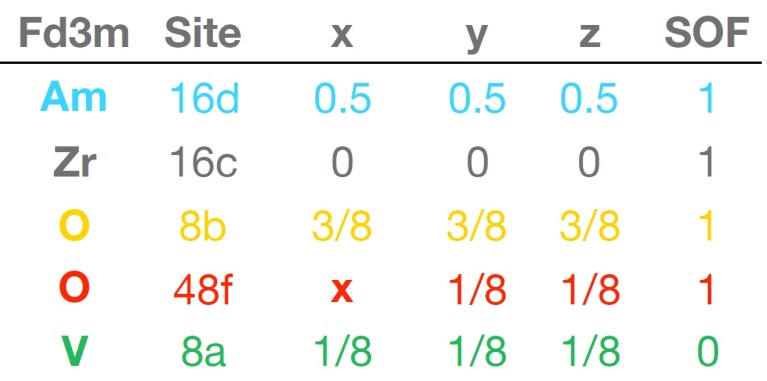 Fd3m Site x y z SOF
Am 16d 0.5 0.5 0.5 1
Zr 16c 0 0 0 1
O 8b 3/8 3/8 3/8 1
O 48f x 1/8 1/8 1
V 8a 1/8 1/8 1/8 0